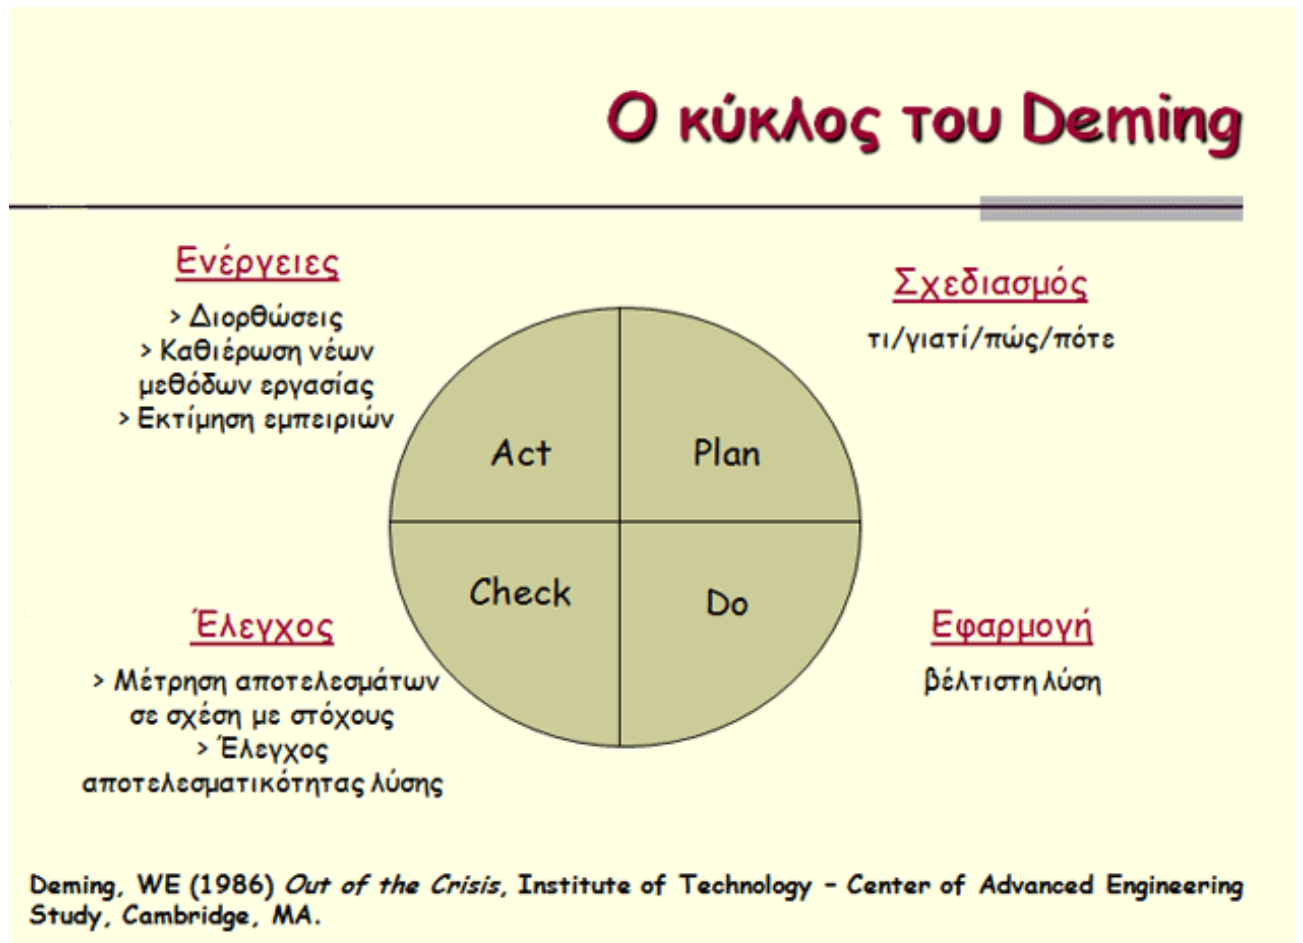 Ο κύκλος του Deming
Ενέργειες
> Διορθώσεις
> Καθιέρωση νέων
μεθόδων εργασίας
> Εκτίμηση εμπειριών
Σχεδιασμός
τι/γιατί/πώς/πότε
Act
Plan
Check
Do
Έλεγχος
> Μέτρηση αποτελεσμάτων
σε σχέση με στόχους
> Έλεγχος
αποτελεσματικότητας λύσης
Εφαρμογή
βέλτιστη λύση
Deming, WE (1986) Out of the Crisis, Institute of Technology – Center of Advanced Engineering
Study, Cambridge, MA.